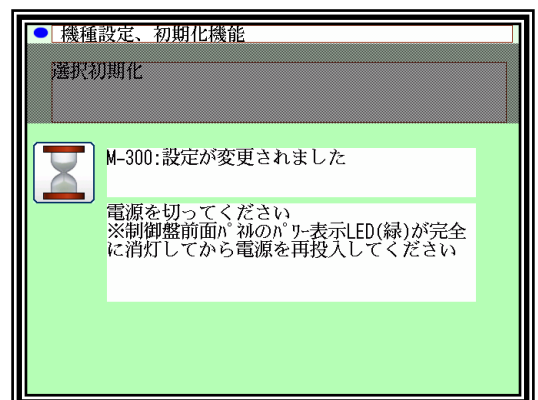 機種設定、初期化機能
選択初期化
M-300:設定が変更されました
電源を切ってください
※制御盤前面ﾊﾟﾈﾙのﾊﾟﾜｰ表示LED(緑)が完全
に消灯してから電源を再投入してください